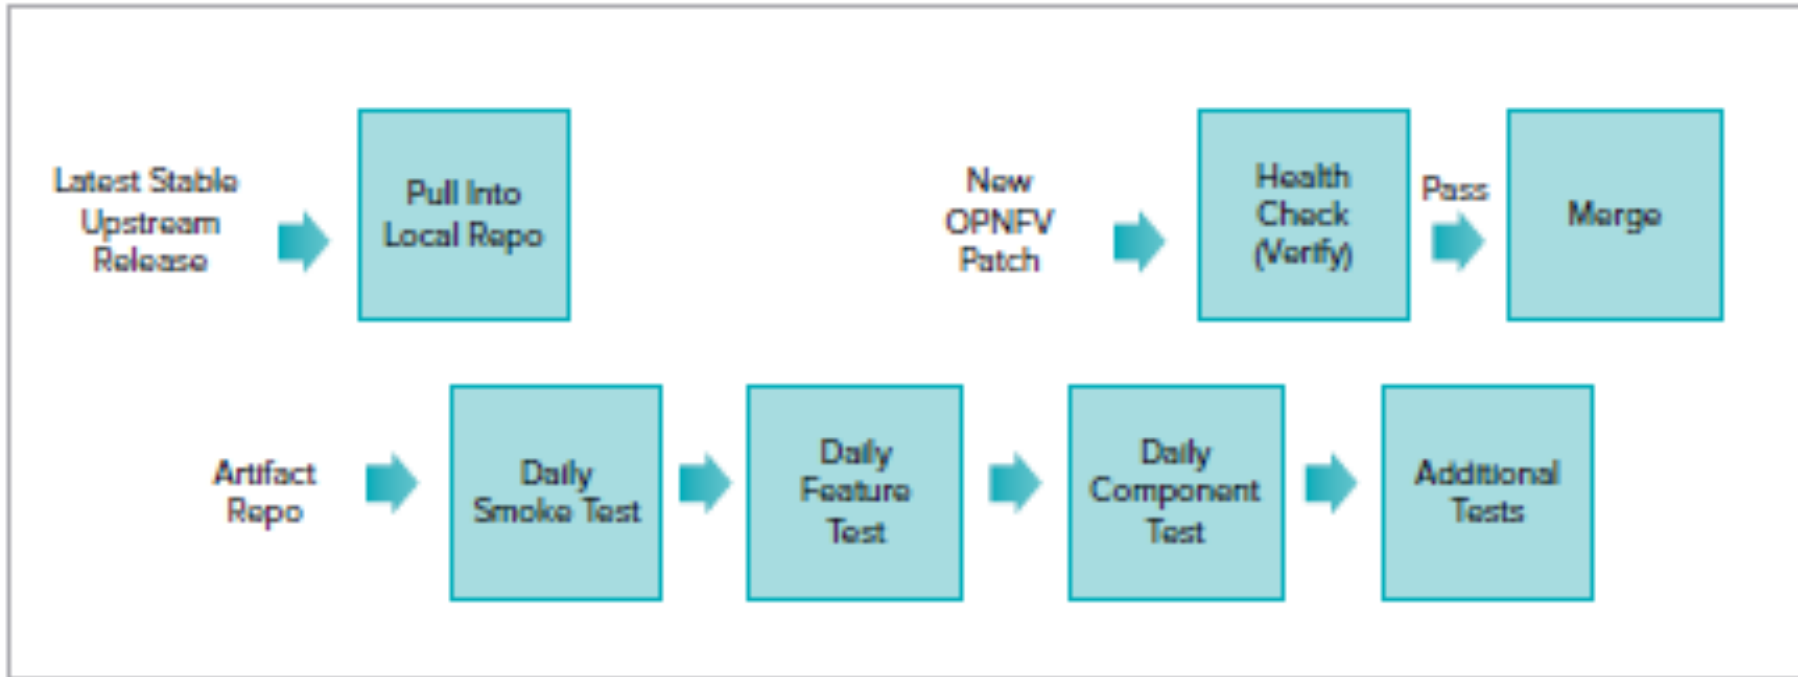 Latest Stable
Upstream
Release
Pull Into
Local Repo
New
OPNFV
Patch
Health
Check
(Verify)
Pass
Merge
Artifact
Repo
Daily
Smoke Test
Daily
Feature
Test
Daily
Component
Test
Additional
Tests